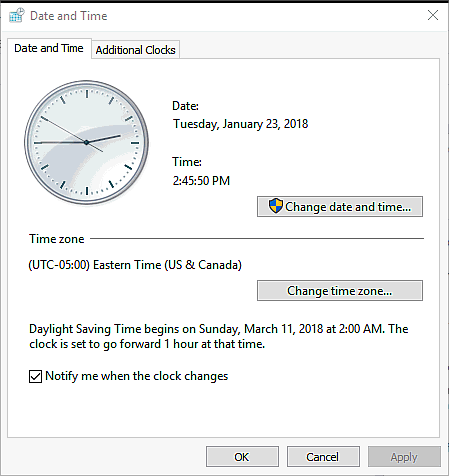 Date and Time
Date and Time
Additional Clocks
Date:
Tuesday, January 23, 2018
Time:
2:45:50 PM
Change date and time...
Time zone
(UTC-05:00) Eastern Time (US & Canada)
Change time zone...
Daylight Saving Time begins on Sunday, March 11, 2018 at 2:00 AM. The
clock is set to go forward 1 hour at that time.
Notify me when the clock changes
OK
Cancel
Apply